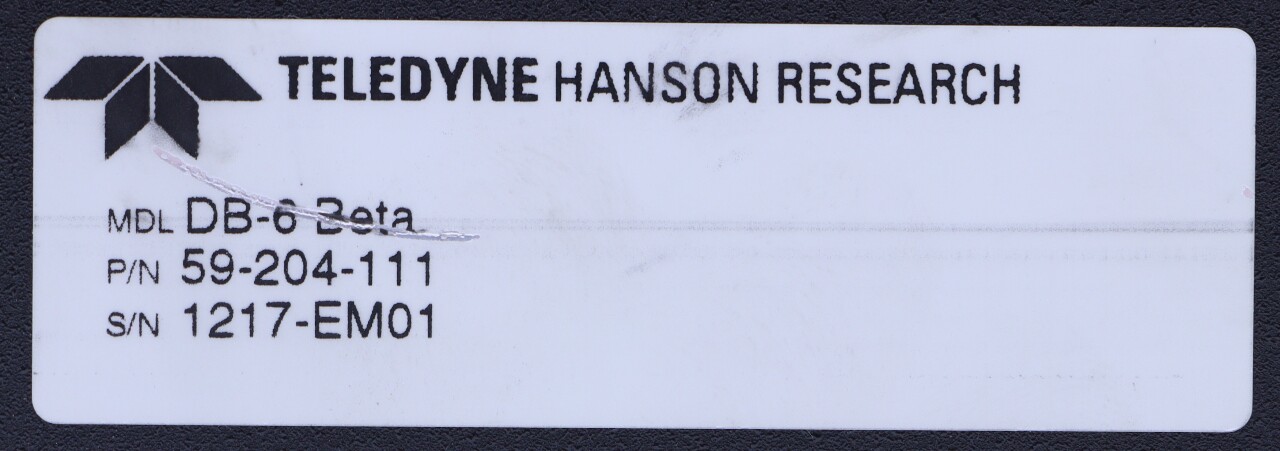 TELEDYNE HANSON RESEARCH
MDL DB-6 Beta
P/N 59-204-111
S/N 1217-EM01